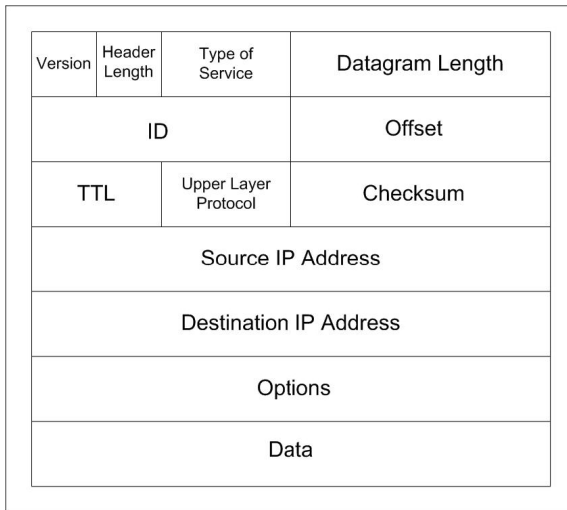 Version
Header
Length
Type of
Service
Datagram Length
ID
Offset
TTL
Upper Layer
Protocol
Checksum
Source IP Address
Destination IP Address
Options
Data